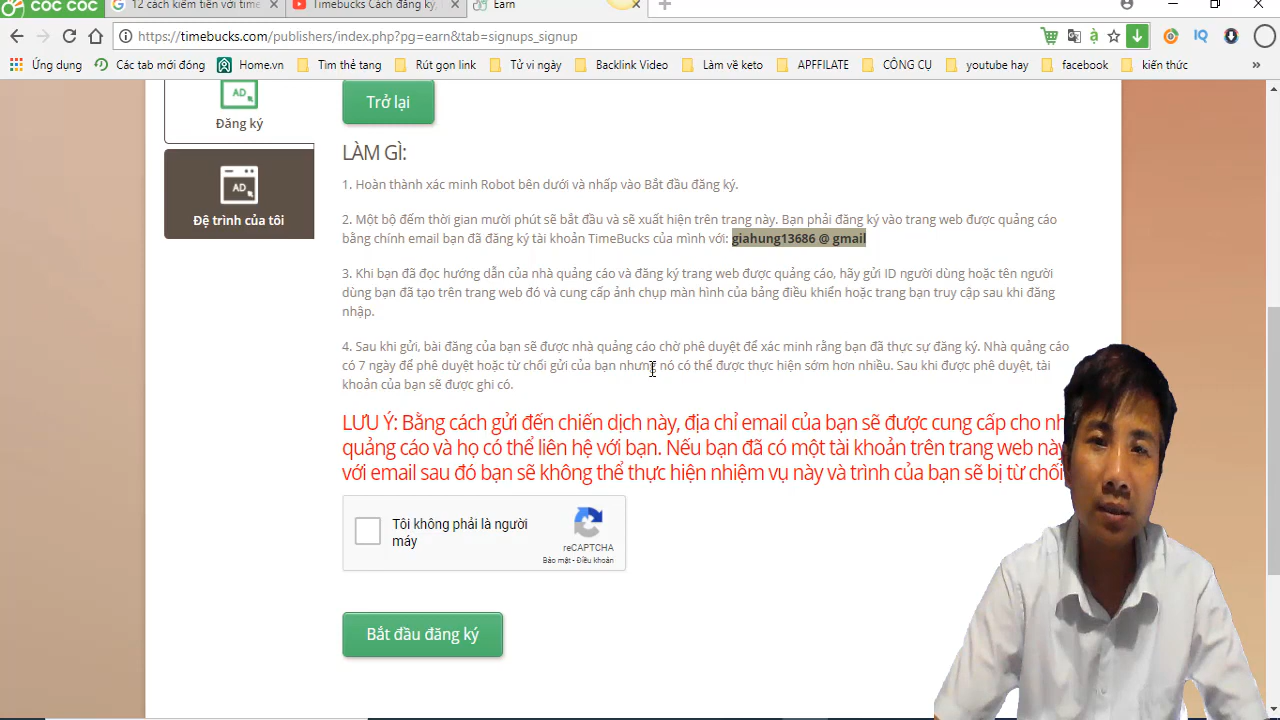 CỐC CỐC
12 cách kiếm tiền với time
Timebucks Cách đăng ký,
Earn
https://timebucks.com/publishers/index.php?pg=earn&tab=signups_signup
Ứng dụng
Các tab mới đóng
Home.vn
Tìm thẻ tang
Rút gọn link
Tử vi ngày
Backlink Video
Làm về keto
APFFILATE
CÔNG CỤ
youtube hay
facebook
kiến thức
»
AD
Đăng ký
AD
Đệ trình của tôi
Trở lại
LÀM GÌ:
1. Hoàn thành xác minh Robot bên dưới và nhấp vào Bắt đầu đăng ký.
2. Một bộ đếm thời gian mười phút sẽ bắt đầu và sẽ xuất hiện trên trang này. Bạn phải đăng ký vào trang web được quảng cáo
bằng chính email bạn đã đăng ký tài khoản TimeBucks của mình với: giahung13686 @ gmail
3. Khi bạn đã đọc hướng dẫn của nhà quảng cáo và đăng ký trang web được quảng cáo, hãy gửi ID người dùng hoặc tên người
dùng bạn đã tạo trên trang web đó và cung cấp ảnh chụp màn hình của bảng điều khiển hoặc trang bạn truy cập sau khi đăng
nhập.
4. Sau khi gửi, bài đăng của bạn sẽ được nhà quảng cáo chờ phê duyệt để xác minh rằng bạn đã thực sự đăng ký. Nhà quảng cáo
có 7 ngày để phê duyệt hoặc từ chối gửi của bạn nhưng nó có thể được thực hiện sớm hơn nhiều. Sau khi được phê duyệt, tài
khoản của bạn sẽ được ghi có.
LƯU Ý: Bằng cách gửi đến chiến dịch này, địa chỉ email của bạn sẽ được cung cấp cho nh
quảng cáo và họ có thể liên hệ với bạn. Nếu bạn đã có một tài khoản trên trang web này
với email sau đó bạn sẽ không thể thực hiện nhiệm vụ này và trình của bạn sẽ bị từ chối
Tôi không phải là người
máy
reCAPTCHA
Bảo mật - Điều khoản
Bắt đầu đăng ký